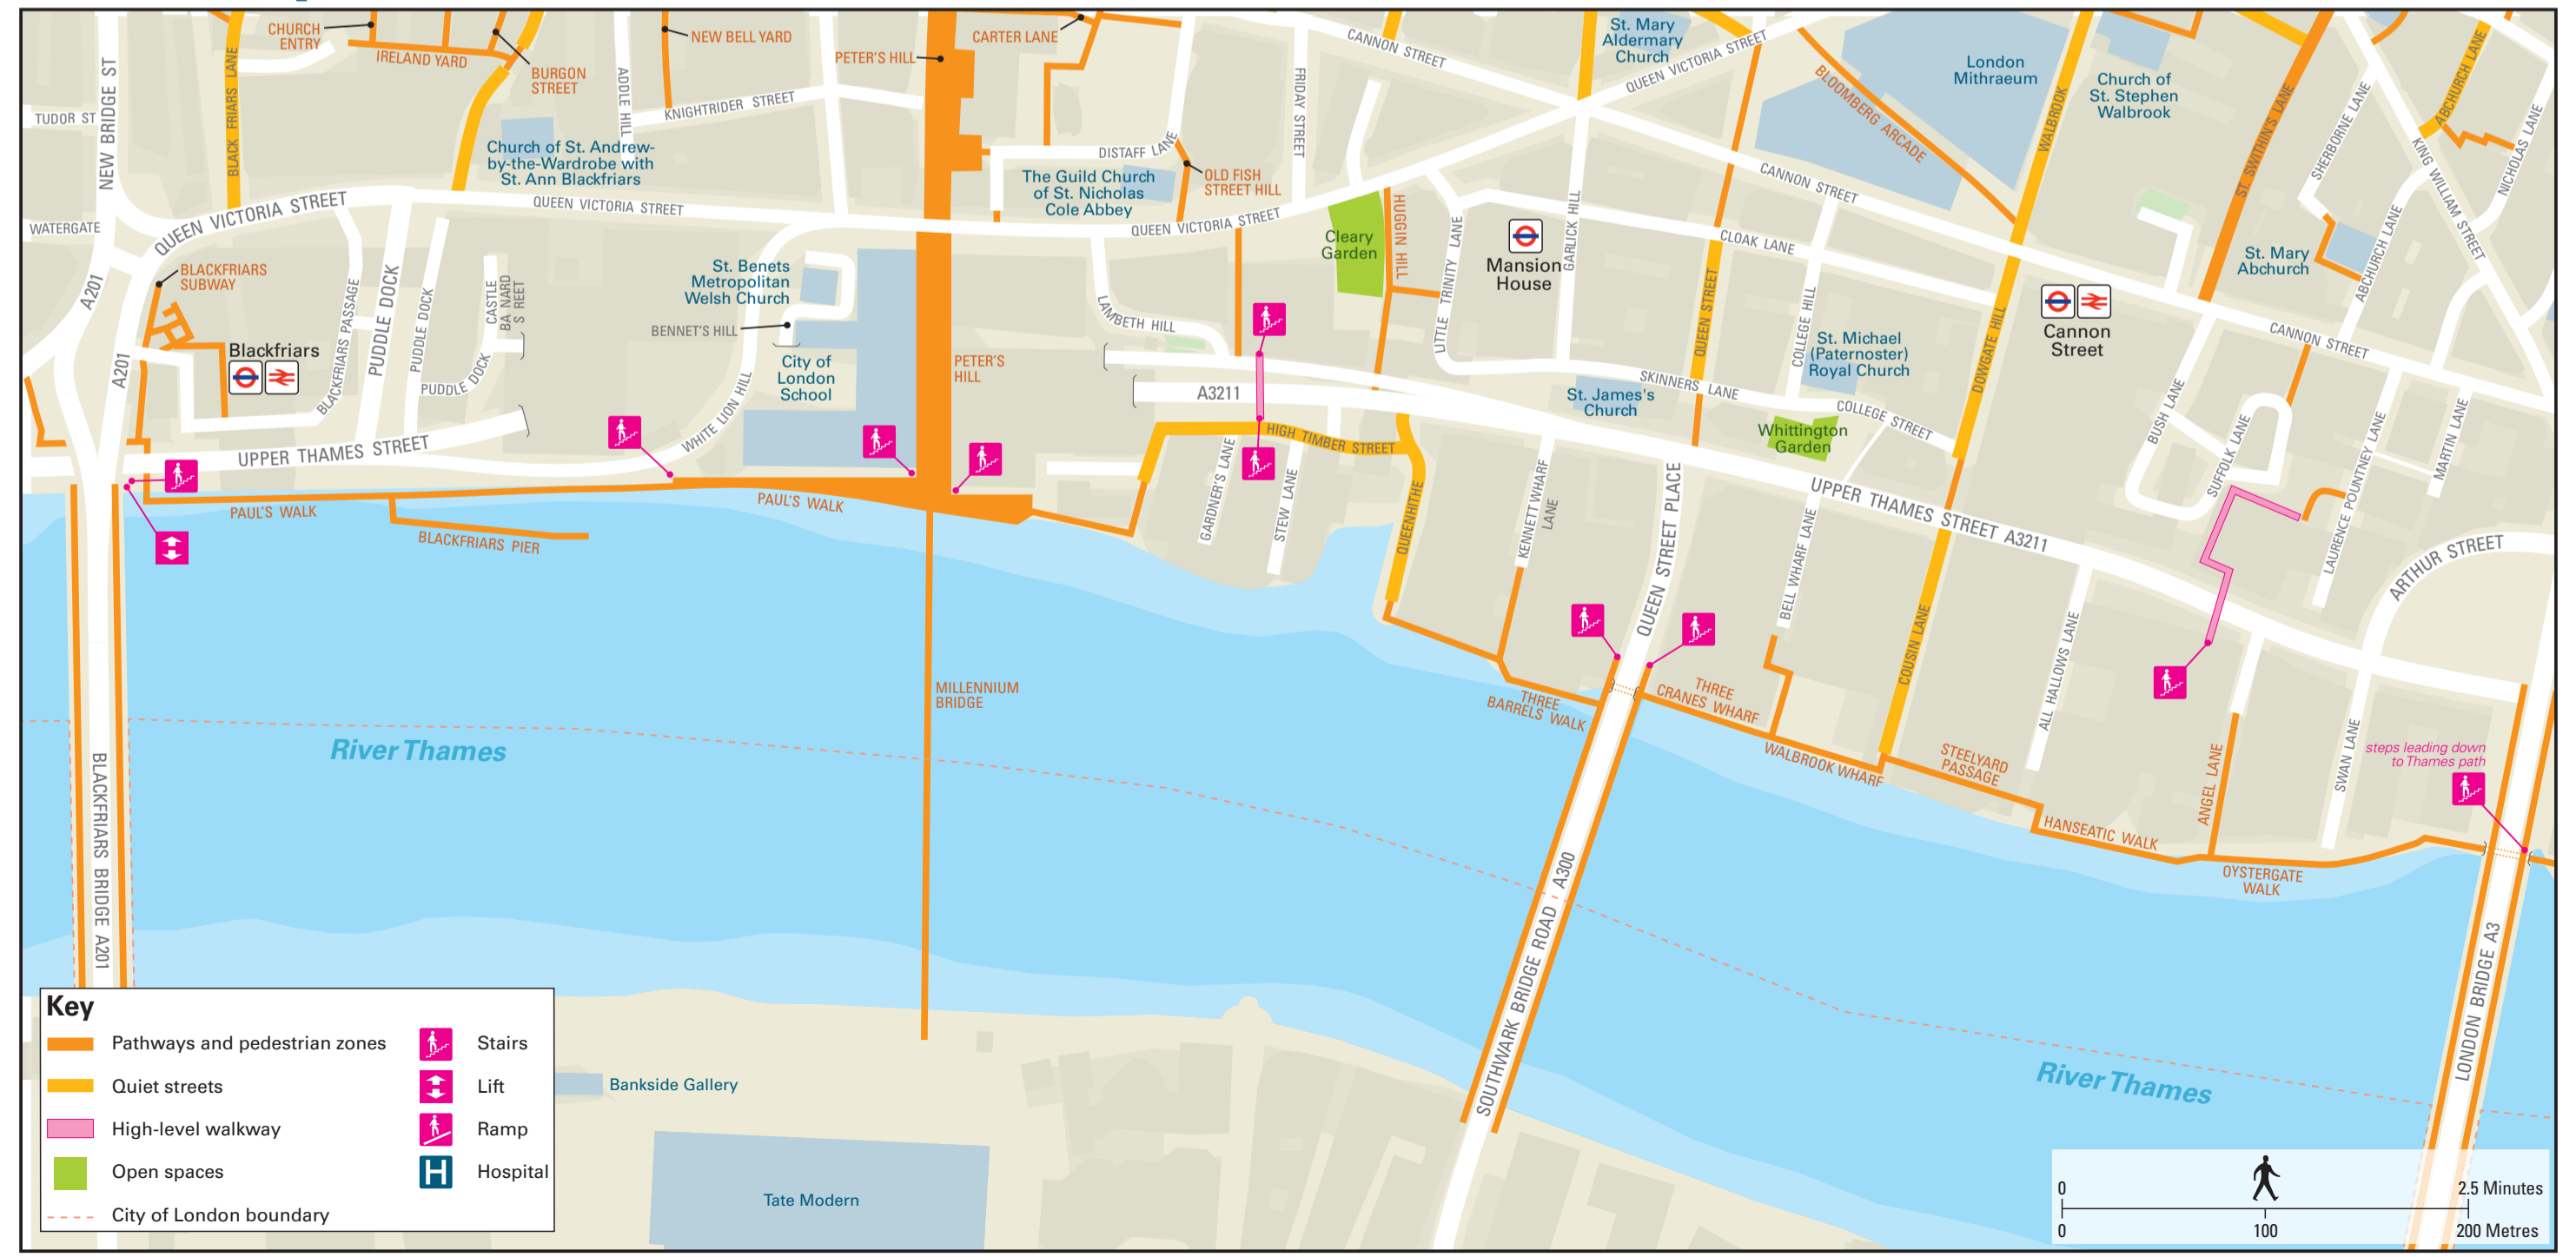 CHURCH
ENTRY
IRELAND YARD
BURGON
STREET
NEW BELL YARD
PETER'S HILL
CARTER LANE
CANNON STREET
St. Mary
Aldermary
Church
QUEEN VICTORIA STREET
London
Mithraeum
Church of
St. Stephen
Walbrook
ABCHURCH LANE
NEW BRIDGE ST
BLACK FRIARS LANE
ADDLE HILL
KNIGHTRIDER STREET
FRIDAY STREET
BLOOMBERG ARCADE
WALBROOK
ST. SWITHIN'S LANE
SHERBORNE LANE
KING WILLIAM STREET
NICHOLAS LANE
TUDOR ST
Church of St. Andrew-
by-the-Wardrobe with
St. Ann Blackfriars
DISTAFF LANE
The Guild Church
of St. Nicholas
Cole Abbey
OLD FISH
STREET HILL
CANNON STREET
WATERGATE
QUEEN VICTORIA STREET
QUEEN VICTORIA STREET
QUEEN VICTORIA STREET
Cleary
Garden
HUGGIN HILL
LITTLE TRINITY LANE
Mansion
House
GARLICK HILL
CLOAK LANE
St. Mary
Abchurch
ABCHURCH LANE
BLACKFRIARS
SUBWAY
A201
A201
BLACKFRIARS PASSAGE
PUDDLE DOCK
PUDDLE DOCK
PUDDLE DOCK
CASTLE
BA NARD
S REET
St. Benets
Metropolitan
Welsh Church
BENNET'S HILL
LAMBETH HILL
QUEEN STREET
COLLEGE HILL
St. Michael
(Paternoster)
Royal Church
DOWGATE HILL
Cannon
Street
CANNON STREET
Blackfriars
City of
London
School
PETER'S
HILL
A3211
SKINNERS LANE
St. James's
Church
COLLEGE STREET
Whittington
Garden
BUSH LANE
SUFFOLK LANE
LAURENCE POUNTNEY LANE
MARTIN LANE
UPPER THAMES STREET
WHITE LION HILL
HIGH TIMBER STREET
GARDNER'S LANE
STEW LANE
QUEENHITHE
KENNETT WHARF
LANE
QUEEN STREET PLACE
BELL WHARF LANE
UPPER THAMES STREET A3211
ARTHUR STREET
PAUL'S WALK
PAUL'S WALK
BLACKFRIARS PIER
COUSIN LANE
ALL HALLOWS LANE
MILLENNIUM
BRIDGE
THREE
BARRELS WALK
THREE
CRANES WHARF
WALBROOK WHARF
STEELYARD
PASSAGE
HANSEATIC WALK
ANGEL LANE
SWAN LANE
steps leading down
to Thames path
OYSTERGATE
WALK
River Thames
BLACKFRIARS BRIDGE A201
SOUTHWARK BRIDGE ROAD A300
LONDON BRIDGE A3
River Thames
Key
Pathways and pedestrian zones
Quiet streets
High-level walkway
Open spaces
City of London boundary
Stairs
Lift
Ramp
H Hospital
Bankside Gallery
Tate Modern
0
2.5 Minutes
0
100
200 Metres